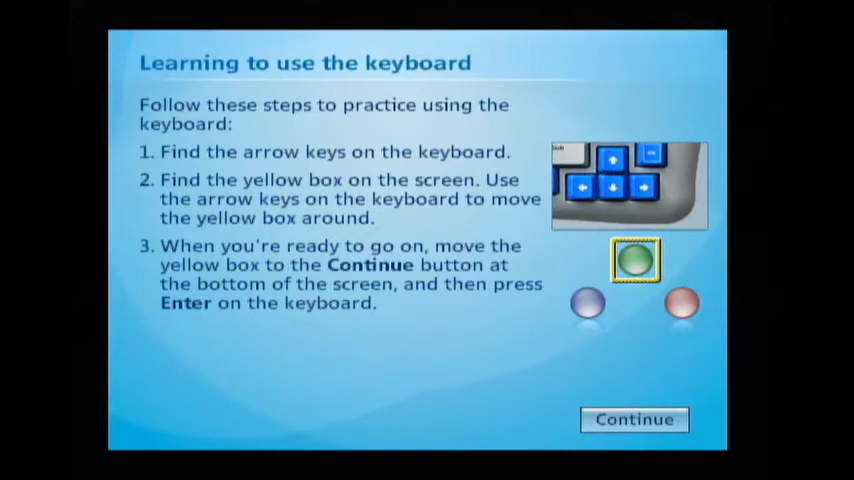 Learning to use the keyboard
Follow these steps to practice using the
keyboard:
1. Find the arrow keys on the keyboard.
2. Find the yellow box on the screen. Use
the arrow keys on the keyboard to move
the yellow box around.
3. When you're ready to go on, move the
yellow box to the Continue button at
the bottom of the screen, and then press
Enter on the keyboard.
Continue